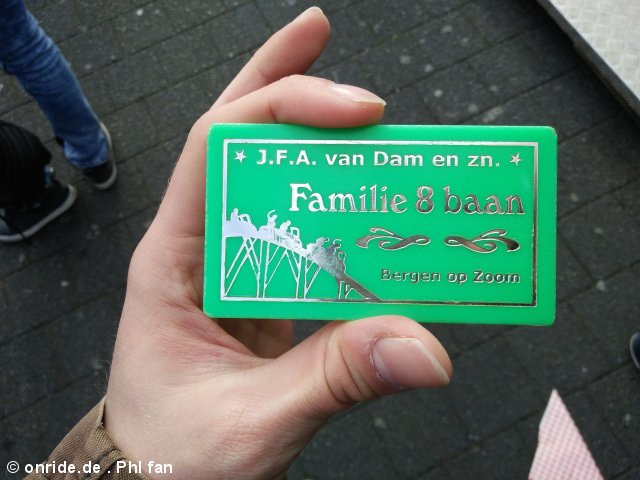 J.F.A. van Dam en zn.
Familie 8 baan
Bergen op Zoom
© onride.de . Phl fan